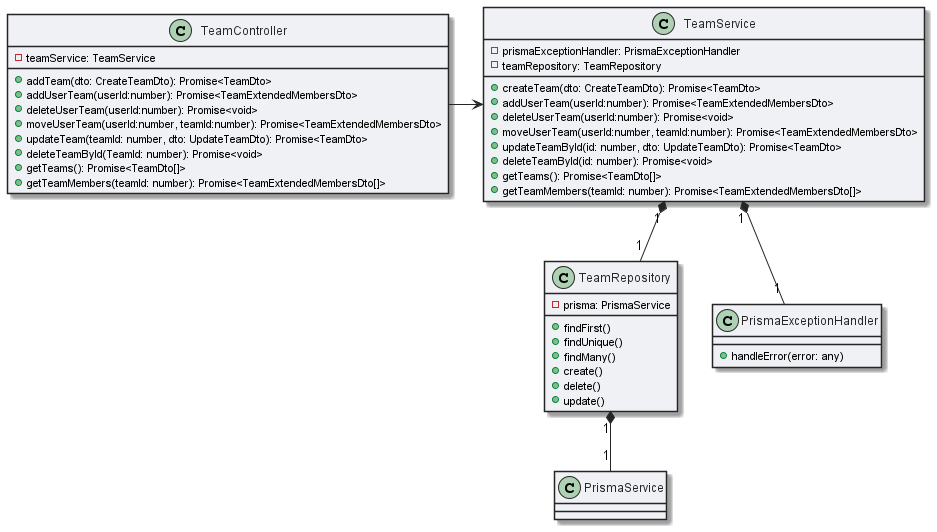 C TeamController
teamService: TeamService
addTeam(dto: CreateTeamDto): Promise<TeamDto>
addUserTeam(userId:number): Promise<TeamExtendedMembersDto>
deleteUserTeam(userId:number): Promise<void>
moveUserTeam(userId:number, teamId:number): Promise<TeamExtendedMembersDto>
updateTeam(teamId: number, dto: UpdateTeamDto): Promise<TeamDto>
deleteTeamById(TeamId: number): Promise<void>
getTeams(): Promise<TeamDto[]>
getTeamMembers(teamId: number): Promise<TeamExtendedMembersDto[]>
C TeamService
prismaExceptionHandler: PrismaExceptionHandler
teamRepository: TeamRepository
createTeam(dto: CreateTeamDto): Promise<TeamDto>
addUserTeam(userId:number): Promise<TeamExtendedMembersDto>
deleteUserTeam(userId:number): Promise<void>
moveUserTeam(userId:number, teamId:number): Promise<TeamExtendedMembersDto>
updateTeamById(id: number, dto: UpdateTeamDto): Promise<TeamDto>
deleteTeamById(id: number): Promise<void>
getTeams(): Promise<TeamDto[]>
getTeamMembers(teamId: number): Promise<TeamExtendedMembersDto[]>
1
1
1
1
C TeamRepository
prisma: PrismaService
findFirst()
findUnique()
findMany()
create()
delete()
update()
C PrismaExceptionHandler
handleError(error: any)
1
1
C PrismaService